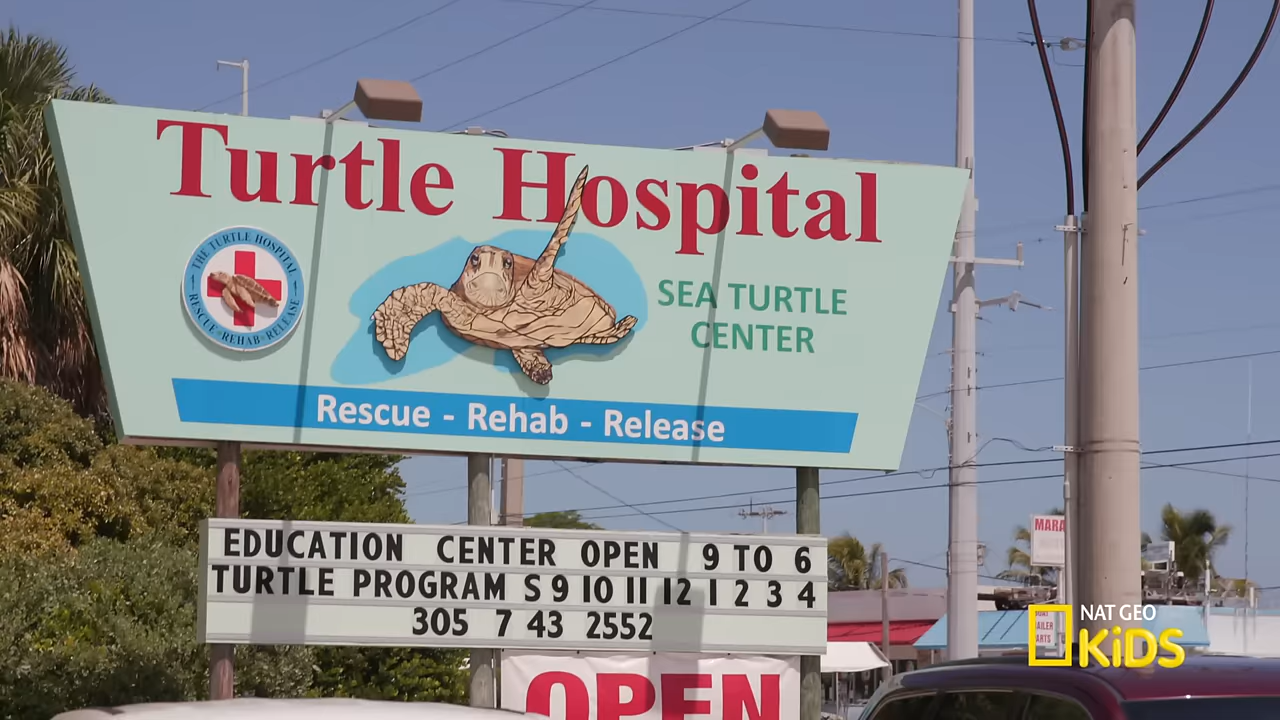 Turtle Hospital
THE TURTLE HOSPITAL
RESCUE • REHAB • RELEASE
SEA TURTLE
CENTER
Rescue - Rehab - Release
EDUCATION CENTER OPEN 9 TO 6
TURTLE PROGRAM S 9 10 11 12 1 2 3 4
305 7 43 2552
OPEN
MARA
AILER
ARTS
NAT GEO
KiDS